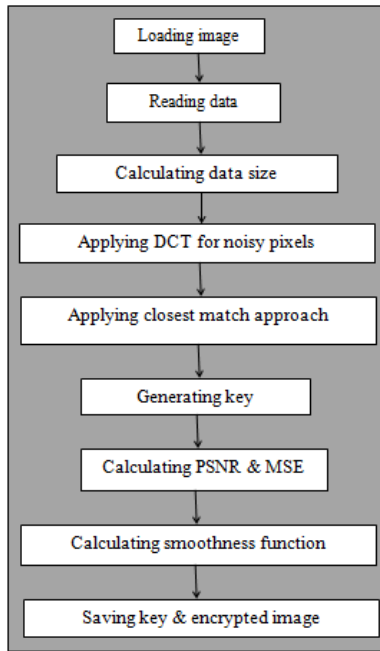 Loading image
Reading data
Calculating data size
Applying DCT for noisy pixels
Applying closest match approach
Generating key
Calculating PSNR & MSE
Calculating smoothness function
Saving key & encrypted image